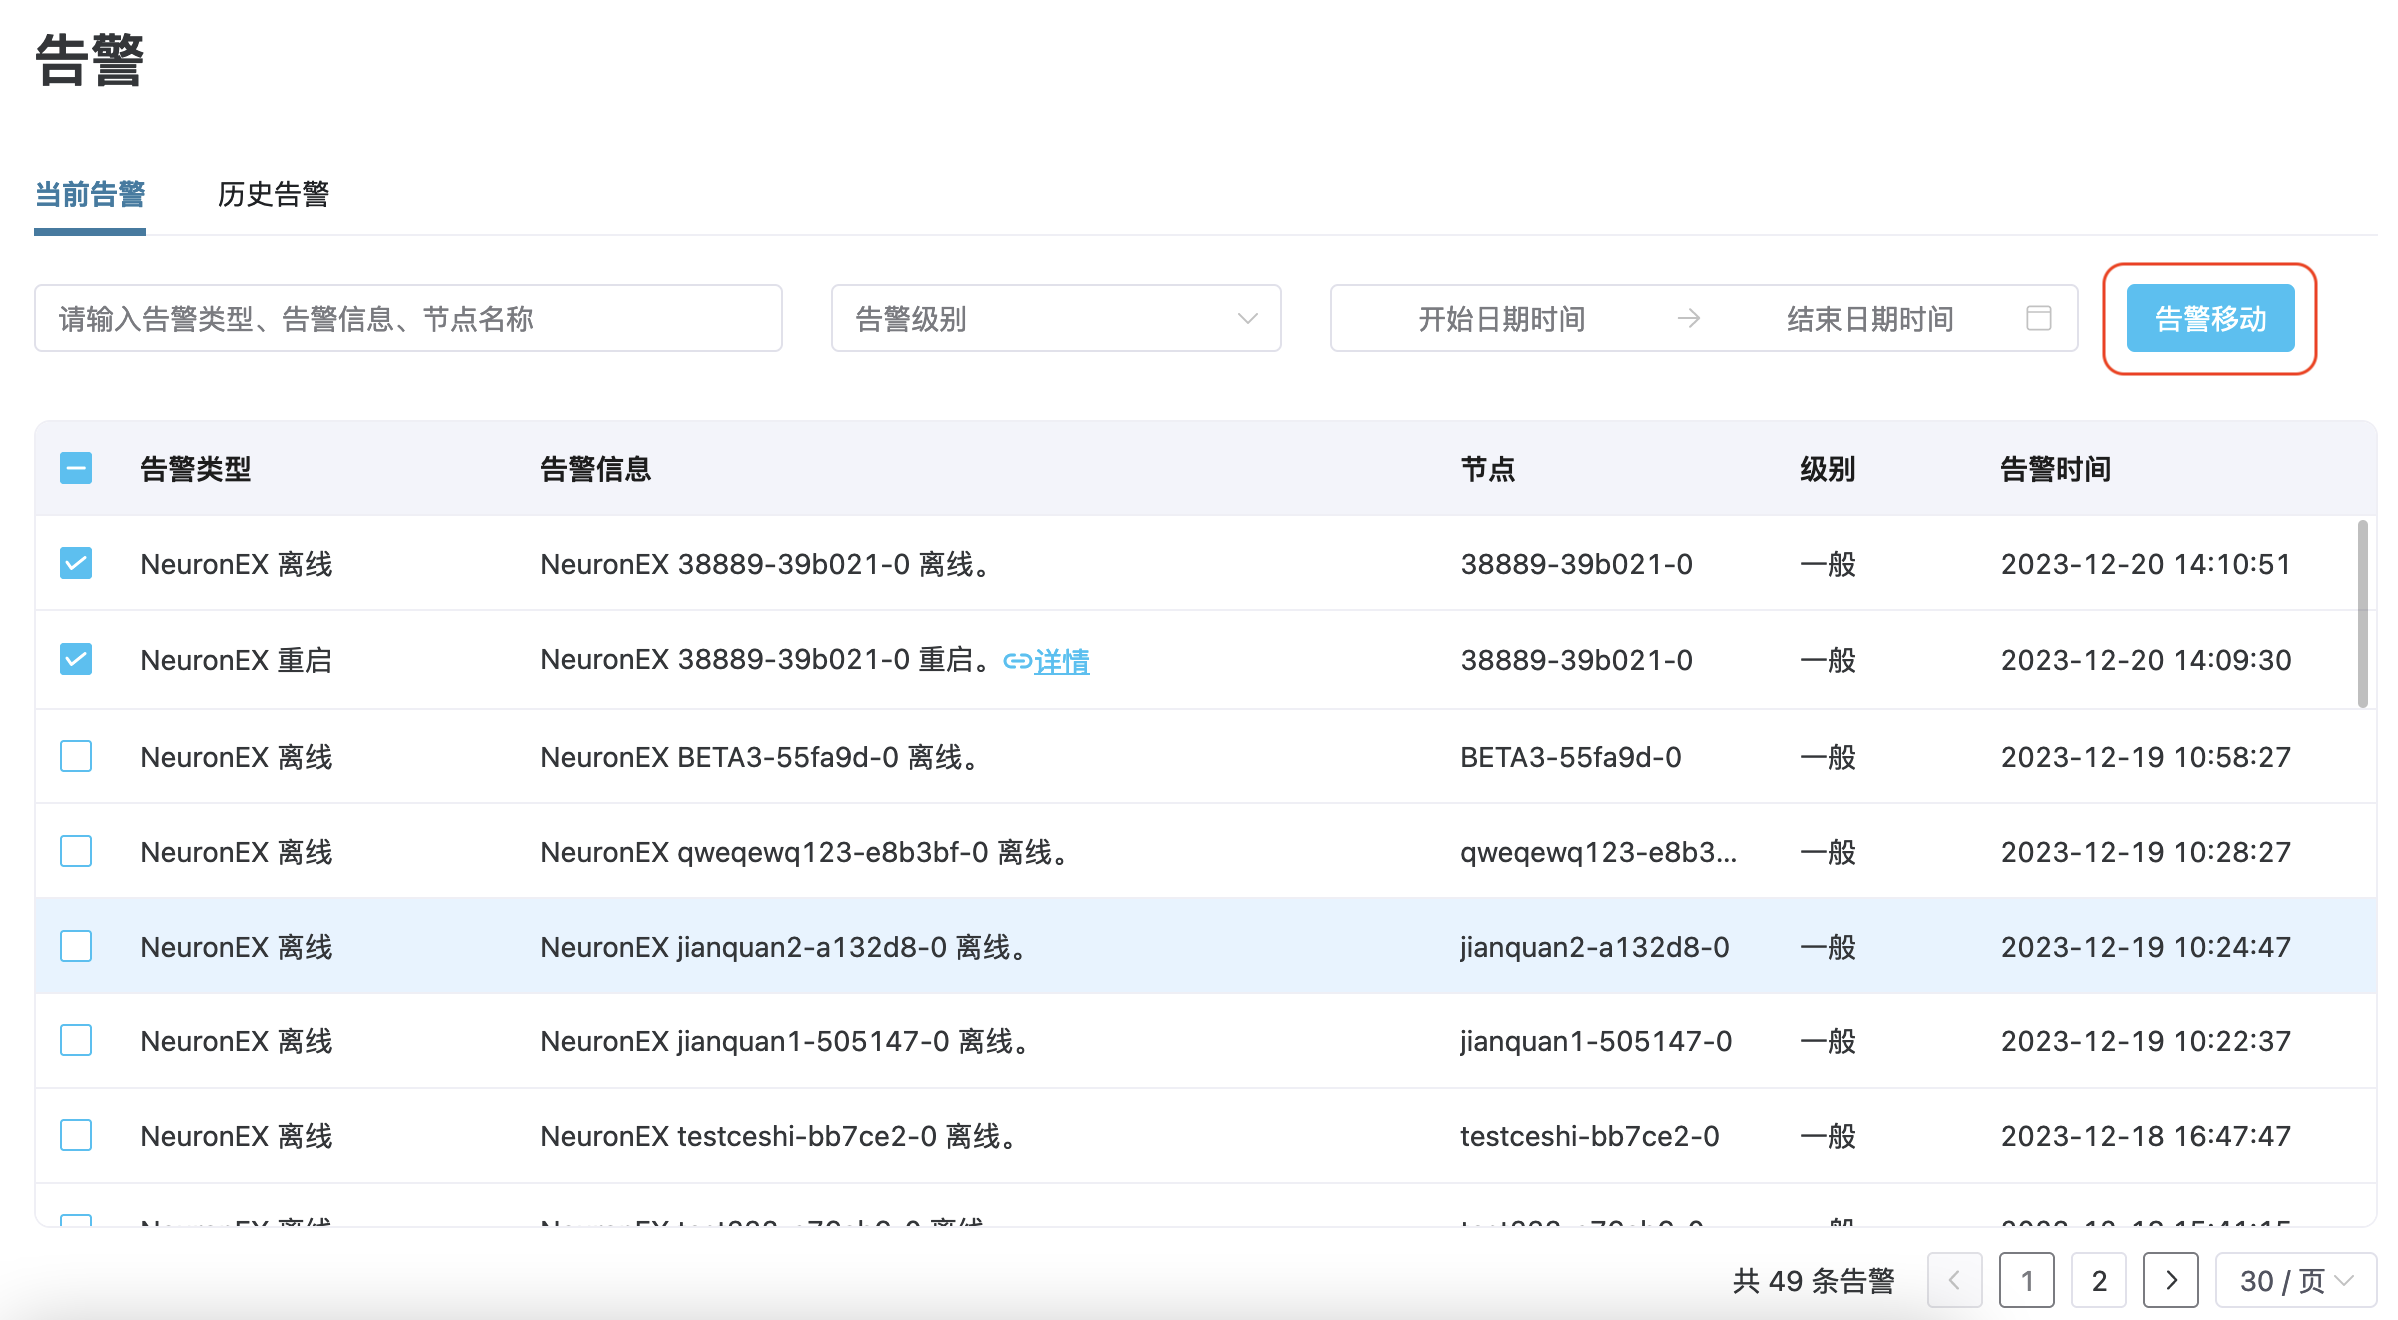 告警
当前告警 历史告警
请输入告警类型、告警信息、节点名称 告警级别 开始日期时间 → 结束日期时间 告警移动
告警类型 告警信息 节点 级别 告警时间
NeuronEX 离线 NeuronEX 38889-39b021-0 离线。 38889-39b021-0 一般 2023-12-20 14:10:51
NeuronEX 重启 NeuronEX 38889-39b021-0 重启。详情 38889-39b021-0 一般 2023-12-20 14:09:30
NeuronEX 离线 NeuronEX BETA3-55fa9d-0 离线。 BETA3-55fa9d-0 一般 2023-12-19 10:58:27
NeuronEX 离线 NeuronEX qweqewq123-e8b3bf-0 离线。 qweqewq123-e8b3... 一般 2023-12-19 10:28:27
NeuronEX 离线 NeuronEX jianquan2-a132d8-0 离线。 jianquan2-a132d8-0 一般 2023-12-19 10:24:47
NeuronEX 离线 NeuronEX jianquan1-505147-0 离线。 jianquan1-505147-0 一般 2023-12-19 10:22:37
NeuronEX 离线 NeuronEX testceshi-bb7ce2-0 离线。 testceshi-bb7ce2-0 一般 2023-12-18 16:47:47
NeuronEX 离线 NeuronEX 离线 一般
共 49 条告警 1 2 30 / 页